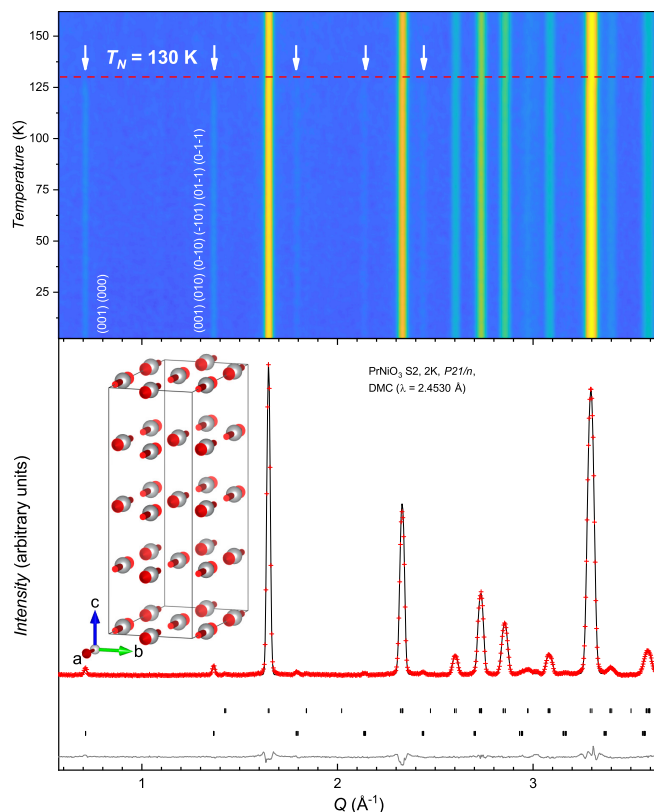 150
125
100
75
50
25
Temperature (K)
T_N = 130 K
(001) (000)
(001) (010) (0-10) (-101) (01-1) (0-1-1)
PrNiO₃ S2, 2K, P21/n,
DMC (λ = 2.4530 Å)
Intensity (arbitrary units)
c
a
b
1
2
3
Q (Å⁻¹)